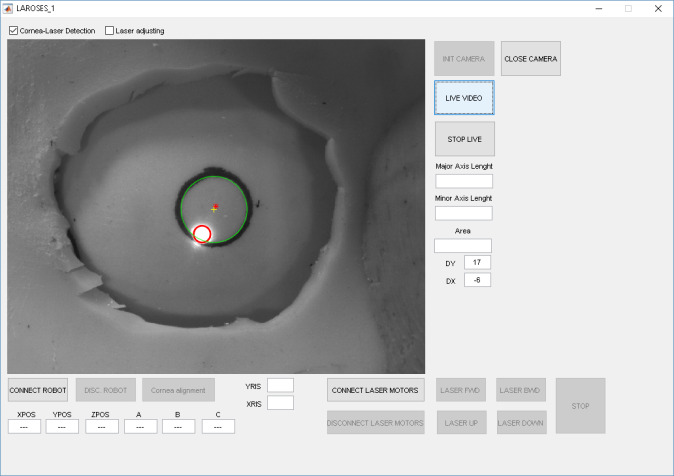 LAROSES_1
Cornea-Laser Detection Laser adjusting
INIT CAMERA CLOSE CAMERA
LIVE VIDEO
STOP LIVE
Major Axis Lenght
Minor Axis Lenght
Area
DY 17
DX -6
CONNECT ROBOT DISC. ROBOT Cornea alignment YRIS CONNECT LASER MOTORS LASER FWD LASER BWD STOP
XRIS
XPOS YPOS ZPOS A B C
--- --- --- --- --- --- DISCONNECT LASER MOTORS LASER UP LASER DOWN